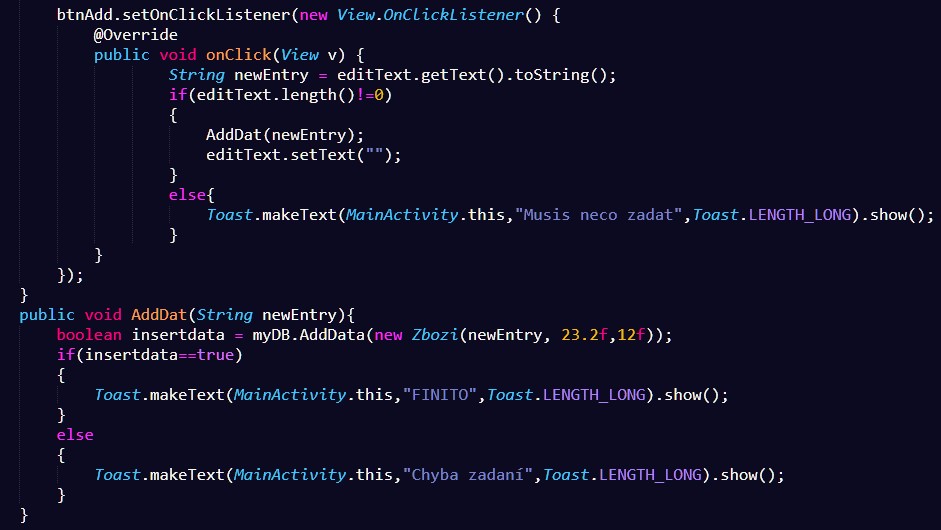 btnAdd.setOnClickListener(new View.OnClickListener() {
@Override
public void onClick(View v) {
String newEntry = editText.getText().toString();
if(editText.length()!=0)
{
AddDat(newEntry);
editText.setText("");
}
else{
Toast.makeText(MainActivity.this,"Musis neco zadat",Toast.LENGTH_LONG).show();
}
}
});
}
public void AddDat(String newEntry){
boolean insertdata = myDB.AddData(new Zbozi(newEntry, 23.2f,12f));
if(insertdata==true)
{
Toast.makeText(MainActivity.this,"FINITO",Toast.LENGTH_LONG).show();
}
else
{
Toast.makeText(MainActivity.this,"Chyba zadaní",Toast.LENGTH_LONG).show();
}
}